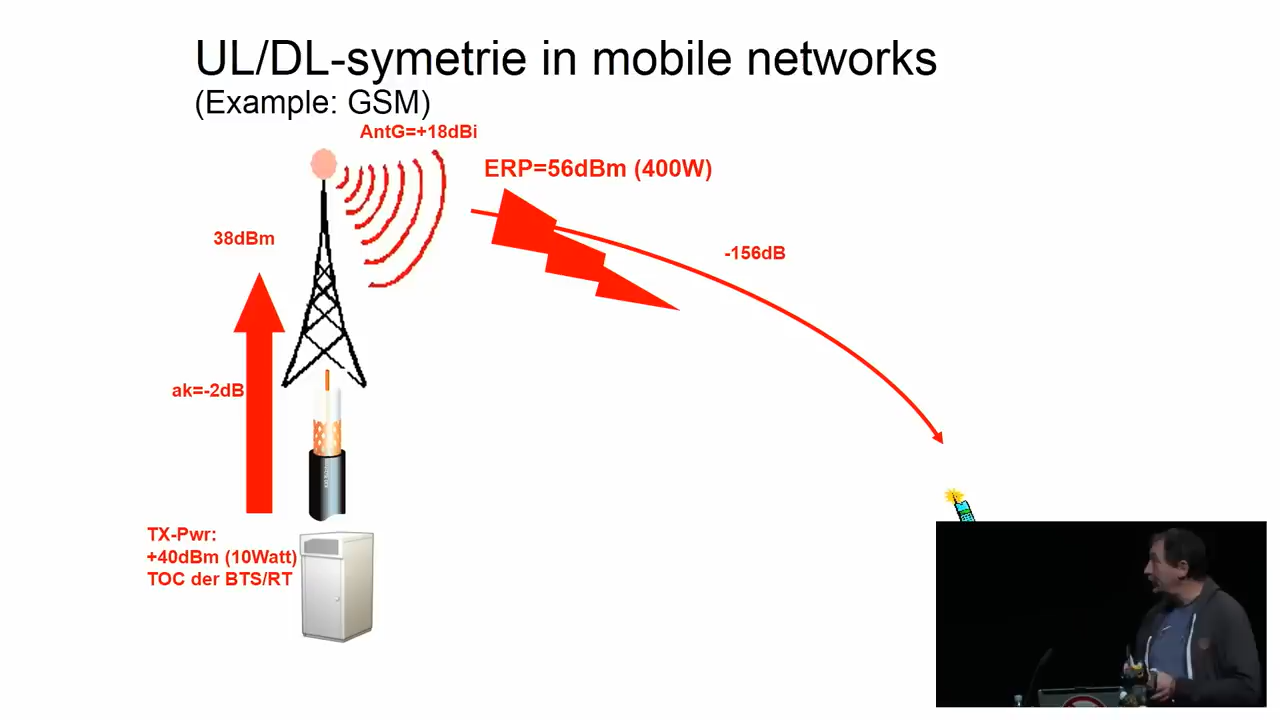 UL/DL-symetrie in mobile networks
(Example: GSM)
AntG=+18dBi
ERP=56dBm (400W)
38dBm
-156dB
ak=-2dB
TX-Pwr:
+40dBm (10Watt)
TOC der BTS/RT